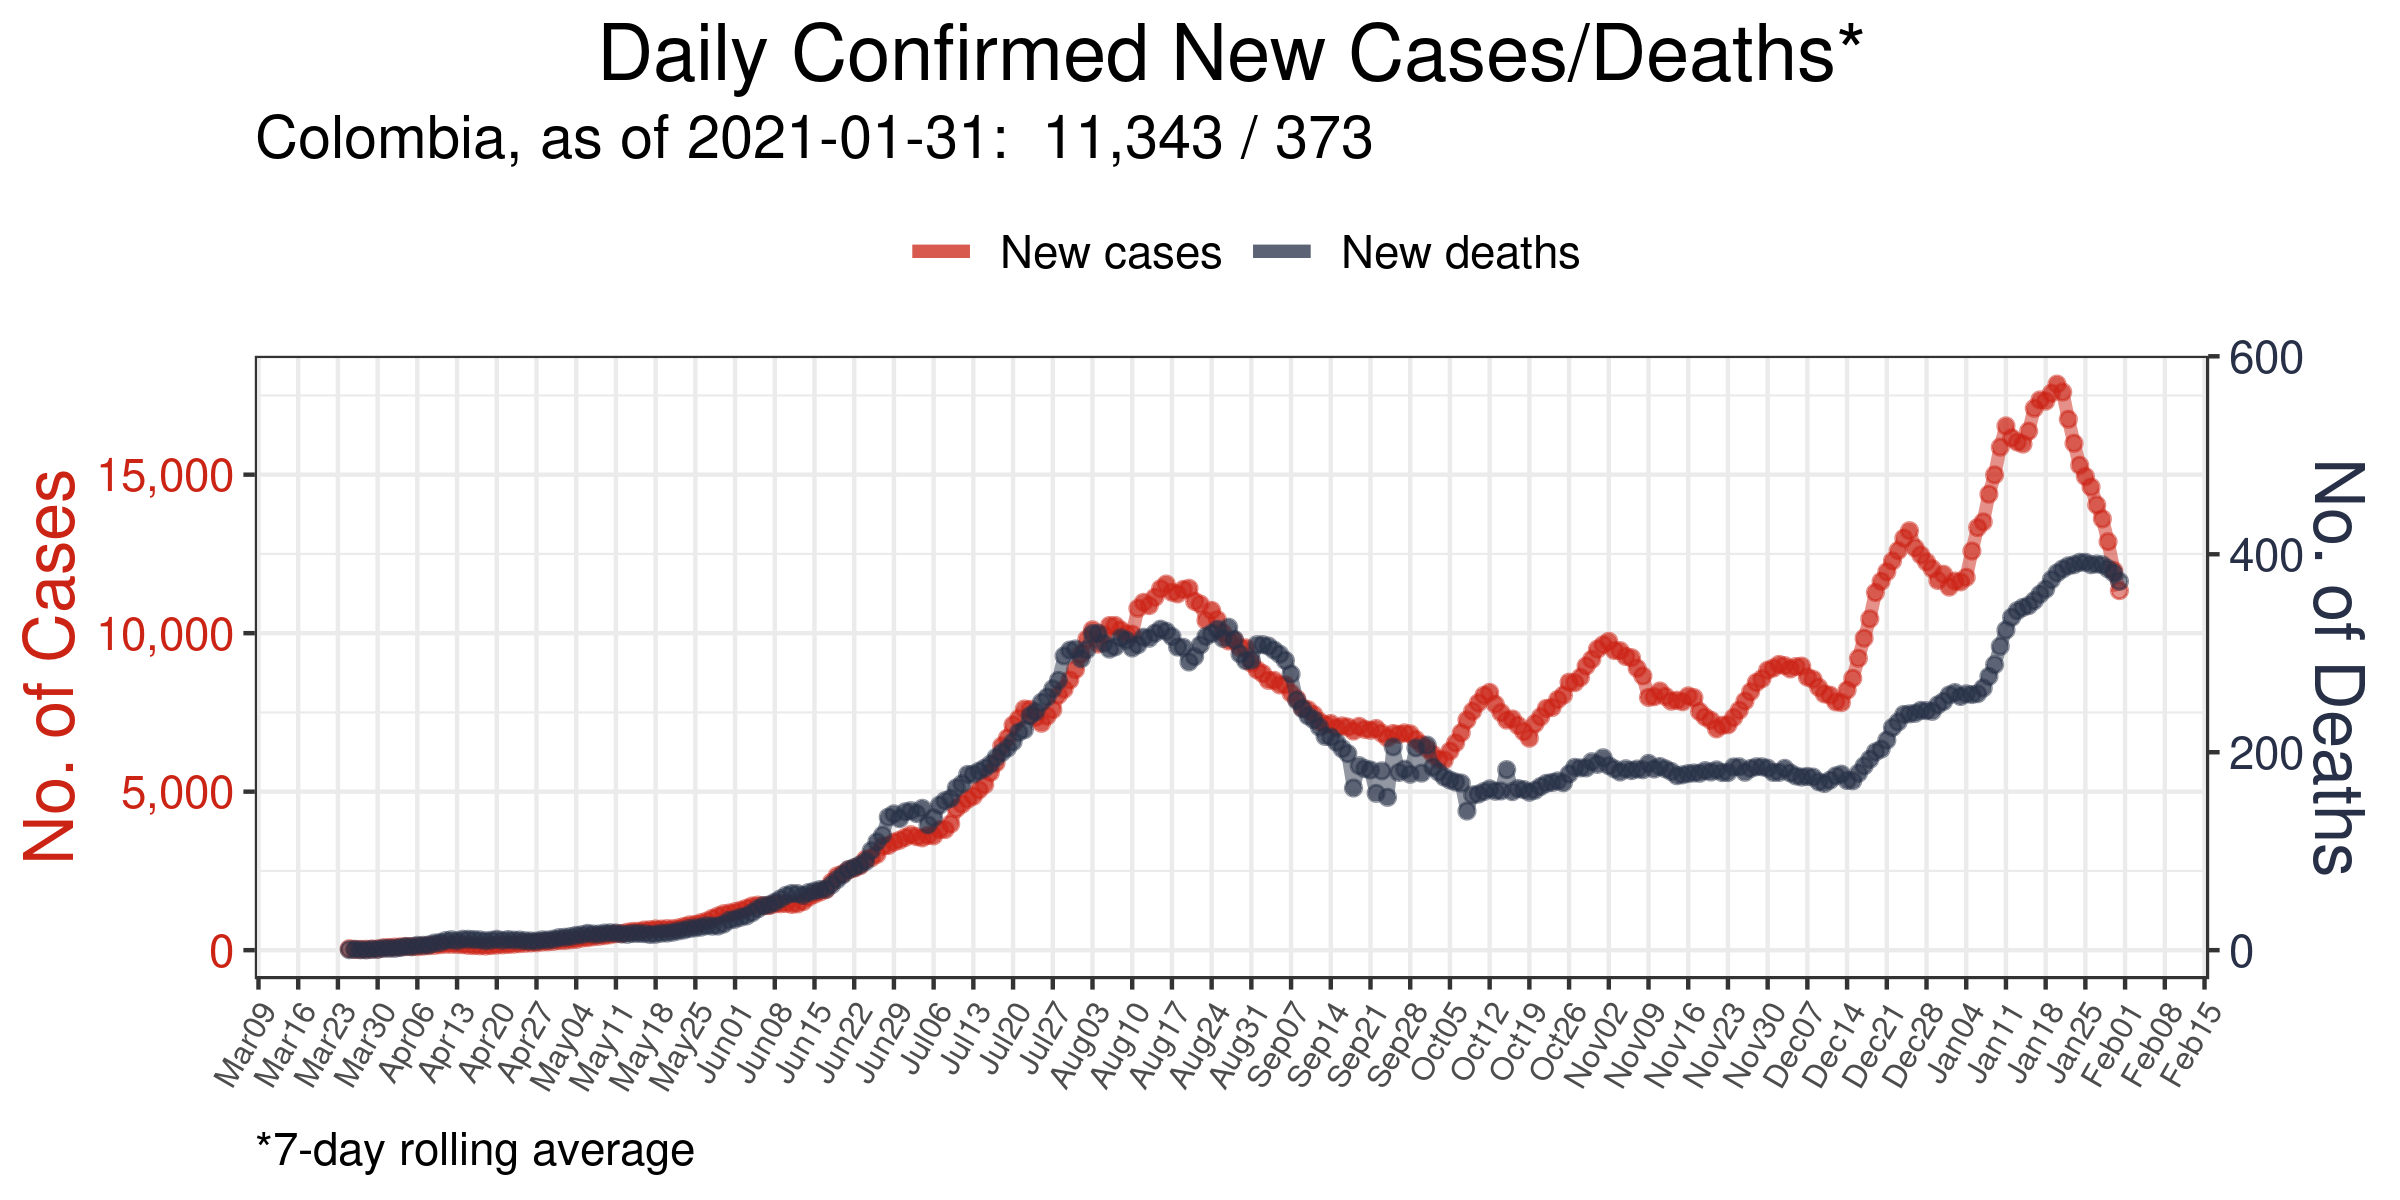 Daily Confirmed New Cases/Deaths*
Colombia, as of 2021-01-31: 11,343 / 373
New cases New deaths
No. of Cases
15,000
10,000
5,000
0
600
400
200
0
No. of Deaths
Mar09 Mar16 Mar23 Mar30 Apr06 Apr13 Apr20 Apr27 May04 May11 May18 May25 Jun01 Jun08 Jun15 Jun22 Jun29 Jul06 Jul13 Jul20 Jul27 Aug03 Aug10 Aug17 Aug24 Aug31 Sep07 Sep14 Sep21 Sep28 Oct05 Oct12 Oct19 Oct26 Nov02 Nov09 Nov16 Nov23 Nov30 Dec07 Dec14 Dec21 Dec28 Jan04 Jan11 Jan18 Jan25 Feb01 Feb08 Feb15
*7-day rolling average